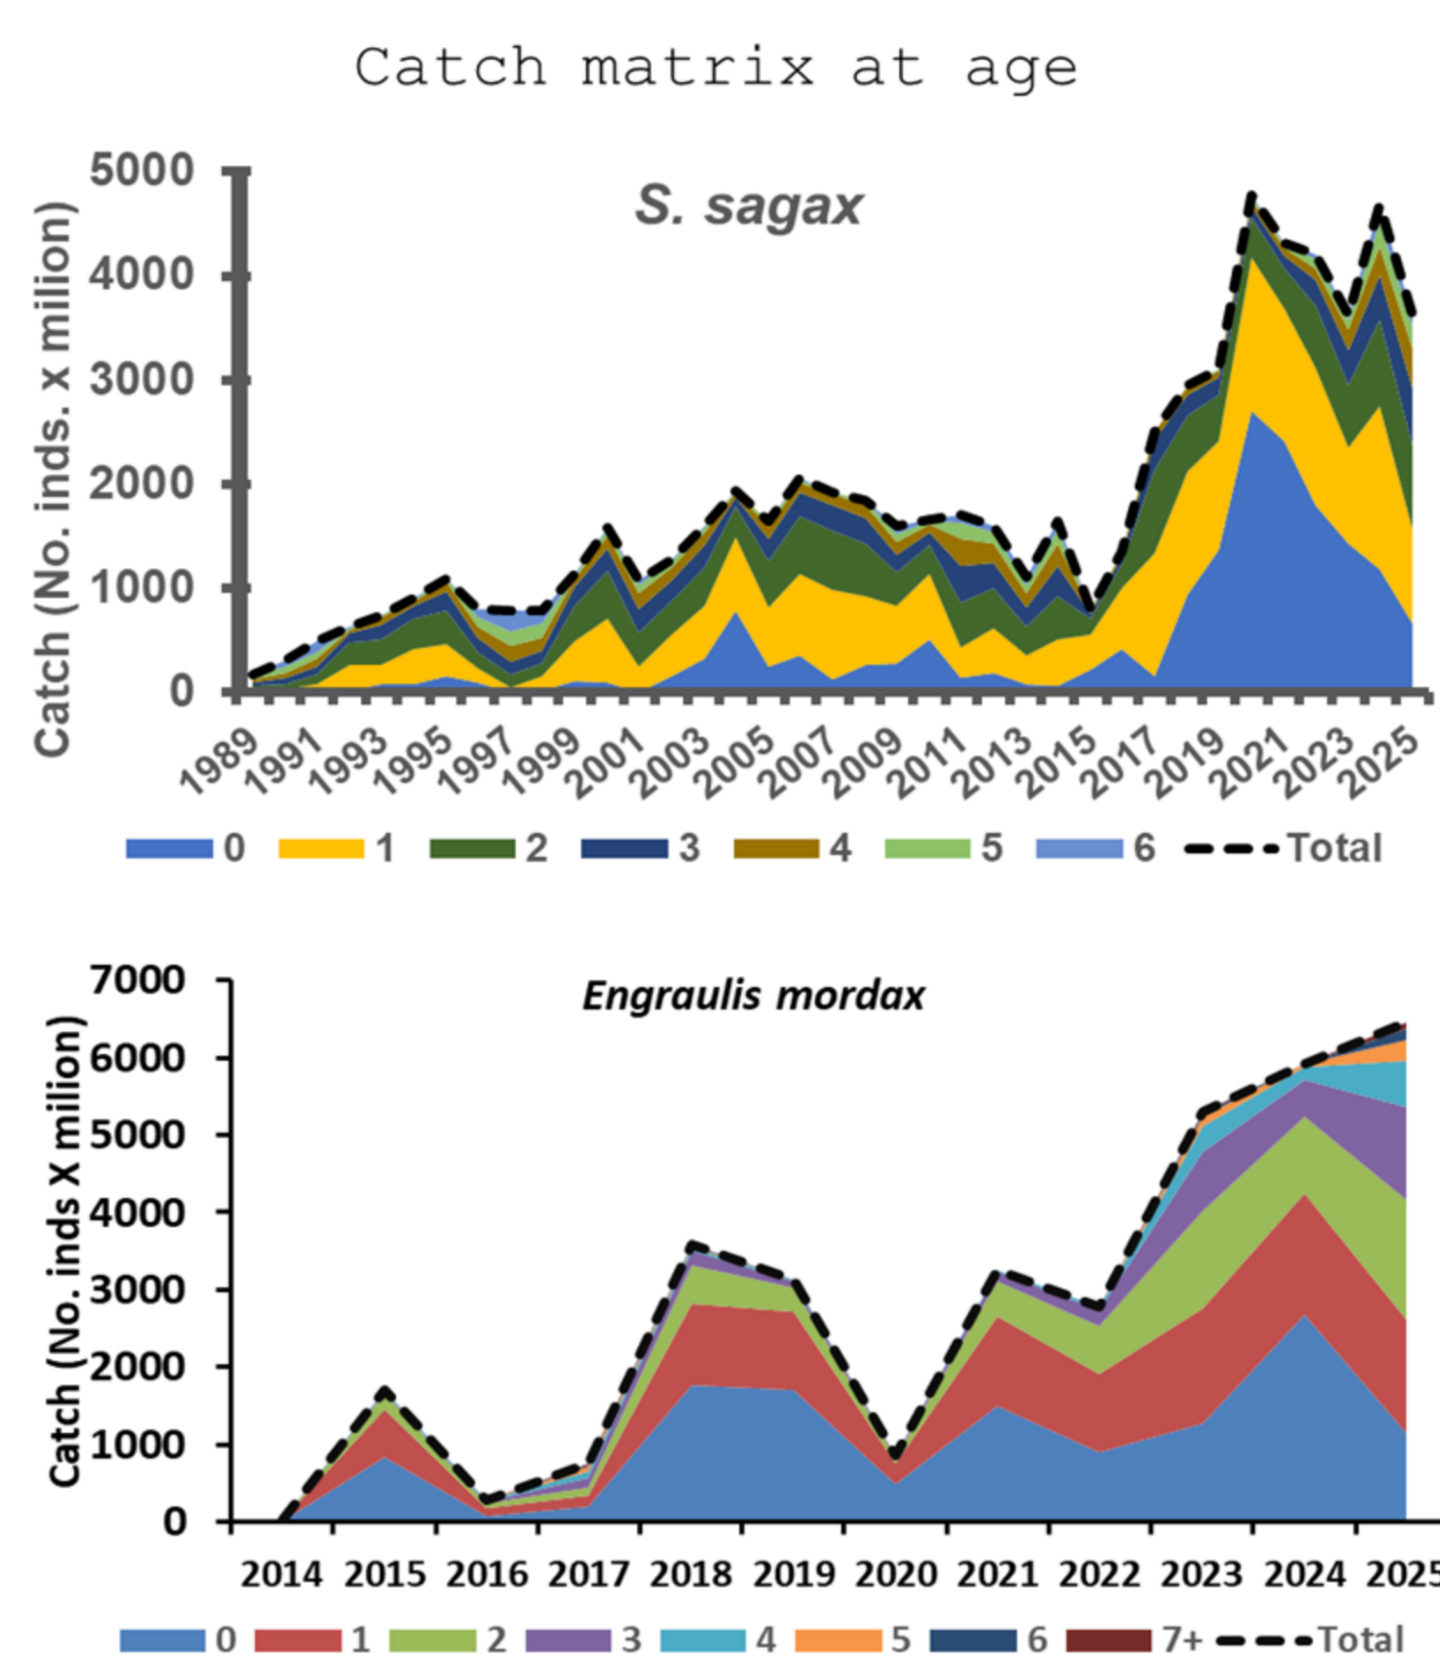 Catch matrix at age
S. sagax
Catch (No. inds. x milion)
5000
4000
3000
2000
1000
0
1989 1991 1993 1995 1997 1999 2001 2003 2005 2007 2009 2011 2013 2015 2017 2019 2021 2023 2025
0 1 2 3 4 5 6 Total
Engraulis mordax
Catch (No. inds X milion)
7000
6000
5000
4000
3000
2000
1000
0
2014 2015 2016 2017 2018 2019 2020 2021 2022 2023 2024 2025
0 1 2 3 4 5 6 7+ Total